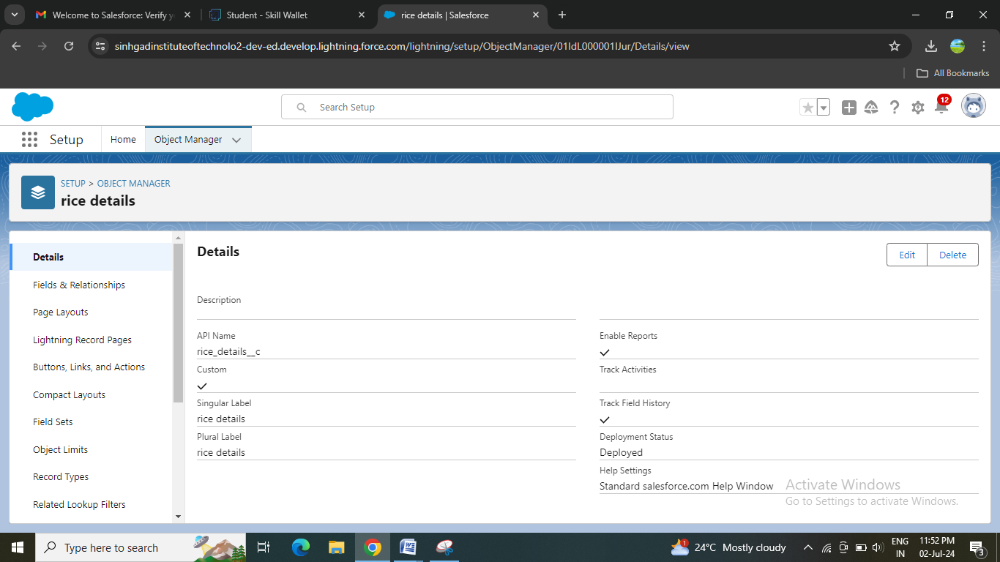 Welcome to Salesforce: Verify y
Student - Skill Wallet
rice details | Salesforce
sinhgadinstituteoftechnolo2-dev-ed.develop.lightning.force.com/lightning/setup/ObjectManager/01IdL000001IJur/Details/view
All Bookmarks
Search Setup
12
Setup
Home
Object Manager
SETUP > OBJECT MANAGER
rice details
Details
Fields & Relationships
Page Layouts
Lightning Record Pages
Buttons, Links, and Actions
Compact Layouts
Field Sets
Object Limits
Record Types
Related Lookup Filters
Details
Edit
Delete
Description
API Name
rice_details__c
Custom
Singular Label
rice details
Plural Label
rice details
Enable Reports
Track Activities
Track Field History
Deployment Status
Deployed
Help Settings
Standard salesforce.com Help Window
Activate Windows
Go to Settings to activate Windows.
Type here to search
1
24°C Mostly cloudy
ENG
IN
11:52 PM
02-Jul-24
3